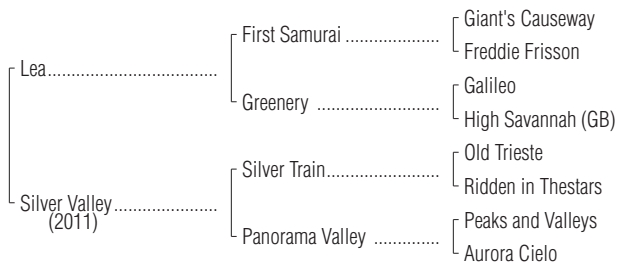 Giant's Causeway
First Samurai ....................
Freddie Frisson
Lea....................................
Galileo
Greenery ..........................
High Savannah (GB)
Old Trieste
Silver Train........................
Ridden in Thestars
Silver Valley......................
(2011)
Peaks and Valleys
Panorama Valley ..............
Aurora Cielo